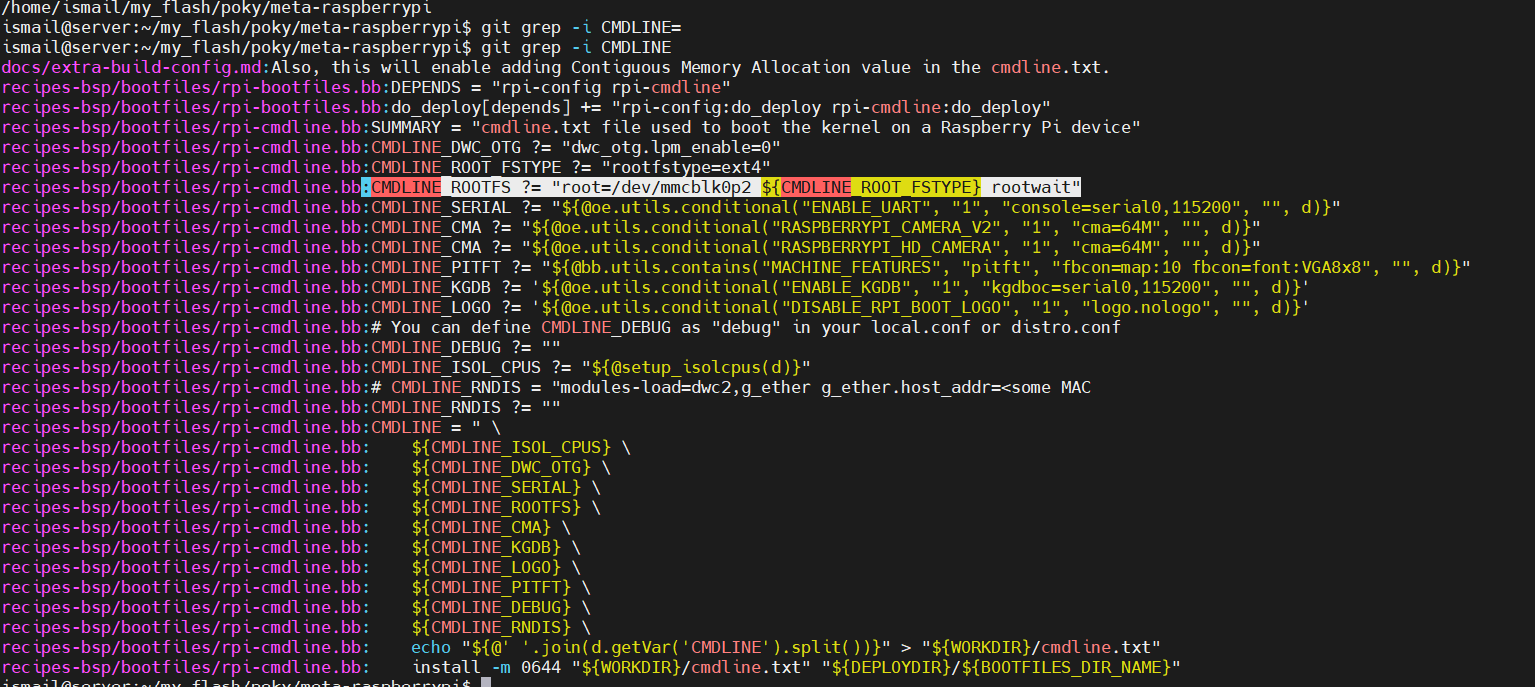 /home/ismail/my_flash/poky/meta-raspberrypi
ismail@server:~/my_flash/poky/meta-raspberrypi$ git grep -i CMDLINE=
ismail@server:~/my_flash/poky/meta-raspberrypi$ git grep -i CMDLINE
docs/extra-build-config.md:Also, this will enable adding Contiguous Memory Allocation value in the cmdline.txt.
recipes-bsp/bootfiles/rpi-bootfiles.bb:DEPENDS = "rpi-config rpi-cmdline"
recipes-bsp/bootfiles/rpi-bootfiles.bb:do_deploy[depends] += "rpi-config:do_deploy rpi-cmdline:do_deploy"
recipes-bsp/bootfiles/rpi-cmdline.bb:SUMMARY = "cmdline.txt file used to boot the kernel on a Raspberry Pi device"
recipes-bsp/bootfiles/rpi-cmdline.bb:CMDLINE_DWC_OTG ?= "dwc_otg.lpm_enable=0"
recipes-bsp/bootfiles/rpi-cmdline.bb:CMDLINE_ROOT_FSTYPE ?= "rootfstype=ext4"
recipes-bsp/bootfiles/rpi-cmdline.bb:CMDLINE_ROOTFS ?= "root=/dev/mmcblk0p2 ${CMDLINE_ROOT_FSTYPE} rootwait"
recipes-bsp/bootfiles/rpi-cmdline.bb:CMDLINE_SERIAL ?= "${@oe.utils.conditional("ENABLE_UART", "1", "console=serial0,115200", "", d)}"
recipes-bsp/bootfiles/rpi-cmdline.bb:CMDLINE_CMA ?= "${@oe.utils.conditional("RASPBERRYPI_CAMERA_V2", "1", "cma=64M", "", d)}"
recipes-bsp/bootfiles/rpi-cmdline.bb:CMDLINE_CMA ?= "${@oe.utils.conditional("RASPBERRYPI_HD_CAMERA", "1", "cma=64M", "", d)}"
recipes-bsp/bootfiles/rpi-cmdline.bb:CMDLINE_PITFT ?= "${@bb.utils.contains("MACHINE_FEATURES", "pitft", "fbcon=map:10 fbcon=font:VGA8x8", "", d)}"
recipes-bsp/bootfiles/rpi-cmdline.bb:CMDLINE_KGDB ?= '${@oe.utils.conditional("ENABLE_KGDB", "1", "kgdboc=serial0,115200", "", d)}'
recipes-bsp/bootfiles/rpi-cmdline.bb:CMDLINE_LOGO ?= '${@oe.utils.conditional("DISABLE_RPI_BOOT_LOGO", "1", "logo.nologo", "", d)}'
recipes-bsp/bootfiles/rpi-cmdline.bb:# You can define CMDLINE_DEBUG as "debug" in your local.conf or distro.conf
recipes-bsp/bootfiles/rpi-cmdline.bb:CMDLINE_DEBUG ?= ""
recipes-bsp/bootfiles/rpi-cmdline.bb:CMDLINE_ISOL_CPUS ?= "${@setup_isolcpus(d)}"
recipes-bsp/bootfiles/rpi-cmdline.bb:# CMDLINE_RNDIS = "modules-load=dwc2,g_ether g_ether.host_addr=<some MAC
recipes-bsp/bootfiles/rpi-cmdline.bb:CMDLINE_RNDIS ?= ""
recipes-bsp/bootfiles/rpi-cmdline.bb:CMDLINE = " \
recipes-bsp/bootfiles/rpi-cmdline.bb:    ${CMDLINE_ISOL_CPUS} \
recipes-bsp/bootfiles/rpi-cmdline.bb:    ${CMDLINE_DWC_OTG} \
recipes-bsp/bootfiles/rpi-cmdline.bb:    ${CMDLINE_SERIAL} \
recipes-bsp/bootfiles/rpi-cmdline.bb:    ${CMDLINE_ROOTFS} \
recipes-bsp/bootfiles/rpi-cmdline.bb:    ${CMDLINE_CMA} \
recipes-bsp/bootfiles/rpi-cmdline.bb:    ${CMDLINE_KGDB} \
recipes-bsp/bootfiles/rpi-cmdline.bb:    ${CMDLINE_LOGO} \
recipes-bsp/bootfiles/rpi-cmdline.bb:    ${CMDLINE_PITFT} \
recipes-bsp/bootfiles/rpi-cmdline.bb:    ${CMDLINE_DEBUG} \
recipes-bsp/bootfiles/rpi-cmdline.bb:    ${CMDLINE_RNDIS} \
recipes-bsp/bootfiles/rpi-cmdline.bb:    echo "${@' '.join(d.getVar('CMDLINE').split())}" > "${WORKDIR}/cmdline.txt"
recipes-bsp/bootfiles/rpi-cmdline.bb:    install -m 0644 "${WORKDIR}/cmdline.txt" "${DEPLOYDIR}/${BOOTFILES_DIR_NAME}"
ismail@server:~/my_flash/poky/meta-raspberrypi$